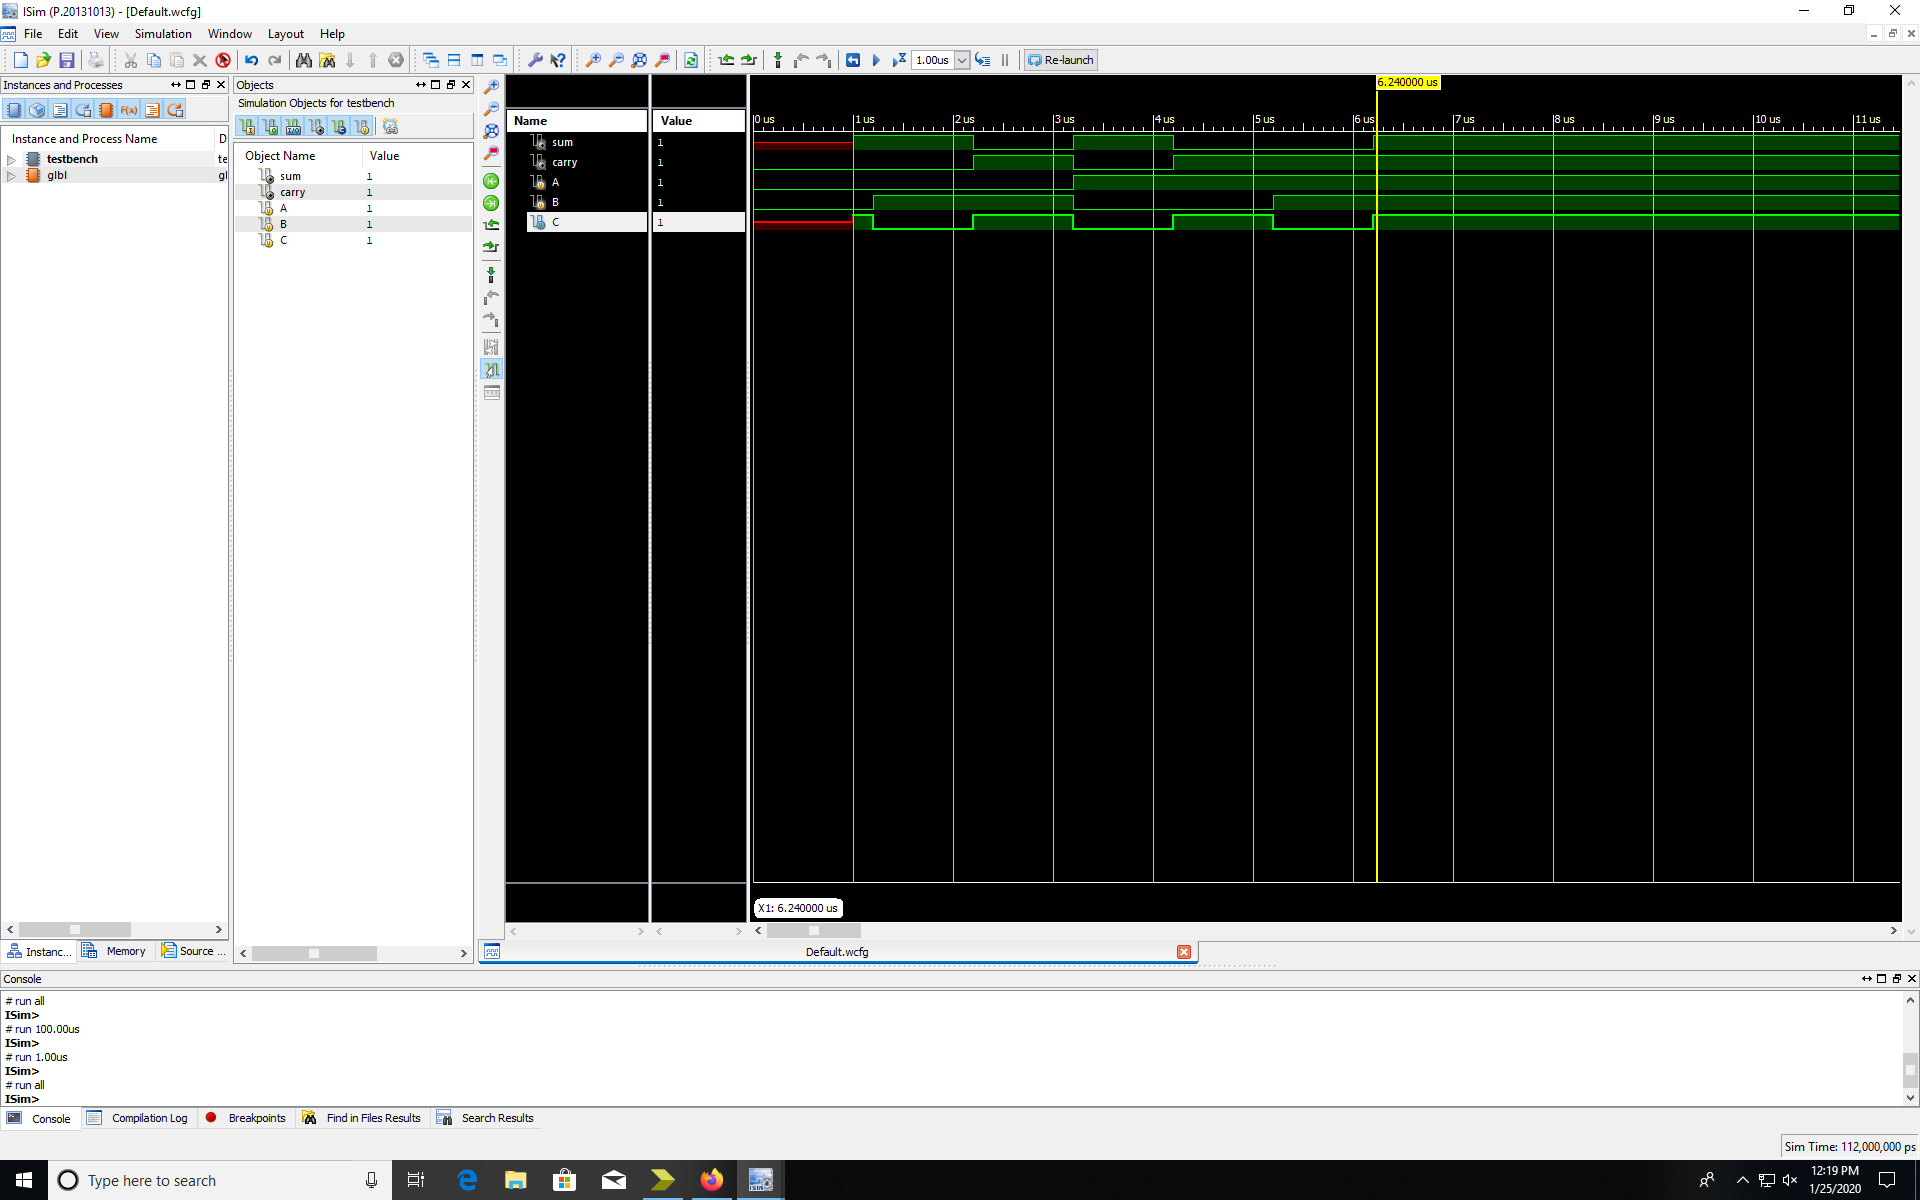 ISim (P.20131013) - [Default.wcfg]
File Edit View Simulation Window Layout Help
1.00us Re-launch
Instances and Processes
Instance and Process Name D
testbench te
glbl gl
Instanc... Memory Source ...
Objects
Simulation Objects for testbench
Object Name Value
sum 1
carry 1
A 1
B 1
C 1
6.240000 us
Name Value
0 us 1 us 2 us 3 us 4 us 5 us 6 us 7 us 8 us 9 us 10 us 11 us
sum 1
carry 1
A 1
B 1
C 1
X1: 6.240000 us
Default.wcfg
Console
# run all
ISim>
# run 100.00us
ISim>
# run 1.00us
ISim>
# run all
ISim>
Console Compilation Log Breakpoints Find in Files Results Search Results
Sim Time: 112,000,000 ps
Type here to search
12:19 PM
1/25/2020